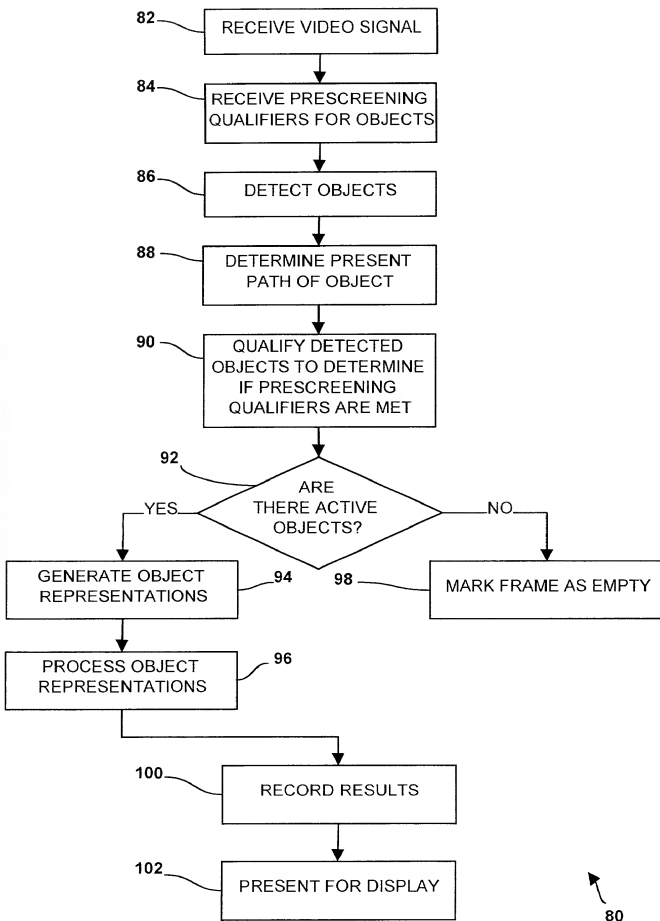 82
RECEIVE VIDEO SIGNAL
84
RECEIVE PRESCREENING
QUALIFIERS FOR OBJECTS
86
DETECT OBJECTS
88
DETERMINE PRESENT
PATH OF OBJECT
90
QUALIFY DETECTED
OBJECTS TO DETERMINE
IF PRESCREENING
QUALIFIERS ARE MET
92
ARE
THERE ACTIVE
OBJECTS?
YES
NO
GENERATE OBJECT
REPRESENTATIONS
94
98
MARK FRAME AS EMPTY
PROCESS OBJECT
REPRESENTATIONS
96
100
RECORD RESULTS
102
PRESENT FOR DISPLAY
80